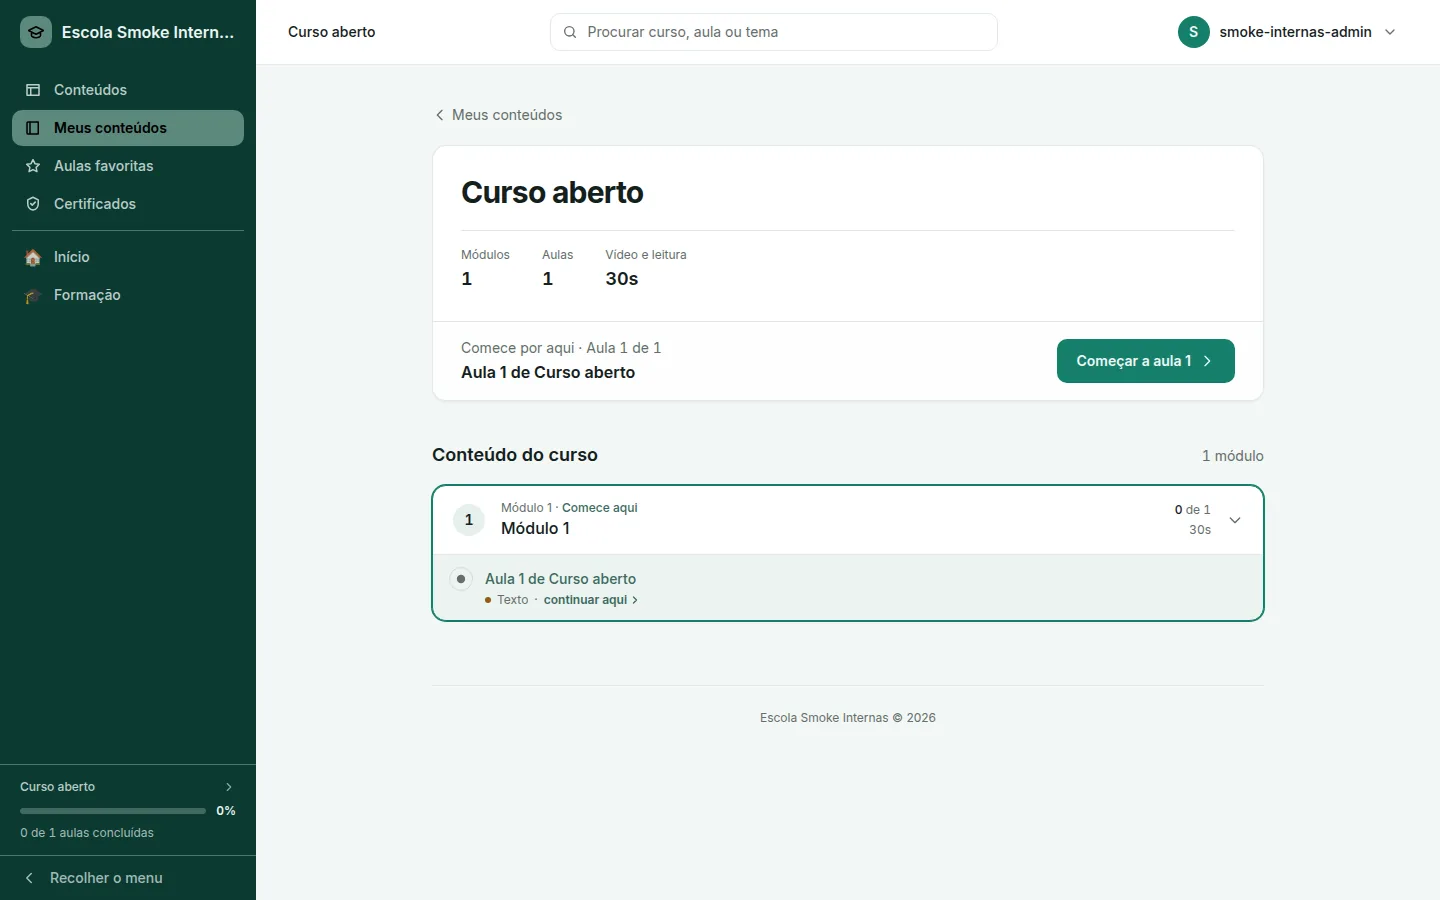 Escola Smoke Intern...
Curso aberto
Procurar curso, aula ou tema
S
smoke-internas-admin
Conteúdos
Meus conteúdos
Aulas favoritas
Certificados
Início
Formação
Meus conteúdos
Curso aberto
Módulos
Aulas
Vídeo e leitura
1
1
30s
Comece por aqui · Aula 1 de 1
Aula 1 de Curso aberto
Começar a aula 1
Conteúdo do curso
1 módulo
1
Módulo 1 · Comece aqui
Módulo 1
0 de 1
30s
Aula 1 de Curso aberto
Texto · continuar aqui
Escola Smoke Internas © 2026
Curso aberto
0%
0 de 1 aulas concluídas
Recolher o menu